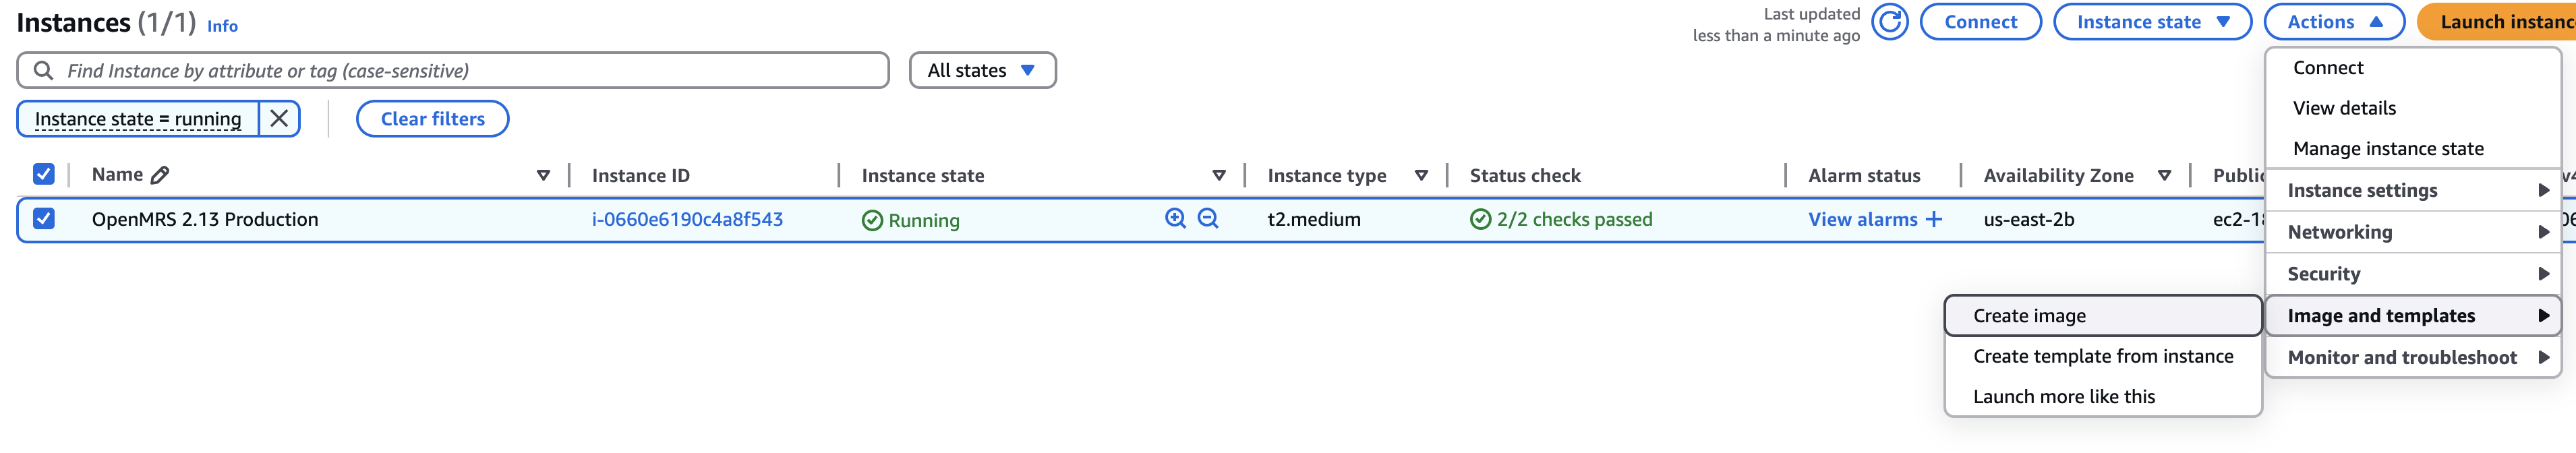 Instances (1/1) Info
Last updated
less than a minute ago
Connect
Instance state
Actions
Launch
Find Instance by attribute or tag (case-sensitive)
All states
Instance state = running
Clear filters
Name
Instance ID
Instance state
Instance type
Status check
Alarm status
Availability Zone
OpenMRS 2.13 Production
i-0660e6190c4a8f543
Running
t2.medium
2/2 checks passed
View alarms +
us-east-2b
Connect
View details
Manage instance state
Instance settings
Networking
Security
Image and templates
Monitor and troubleshoot
Create image
Create template from instance
Launch more like this